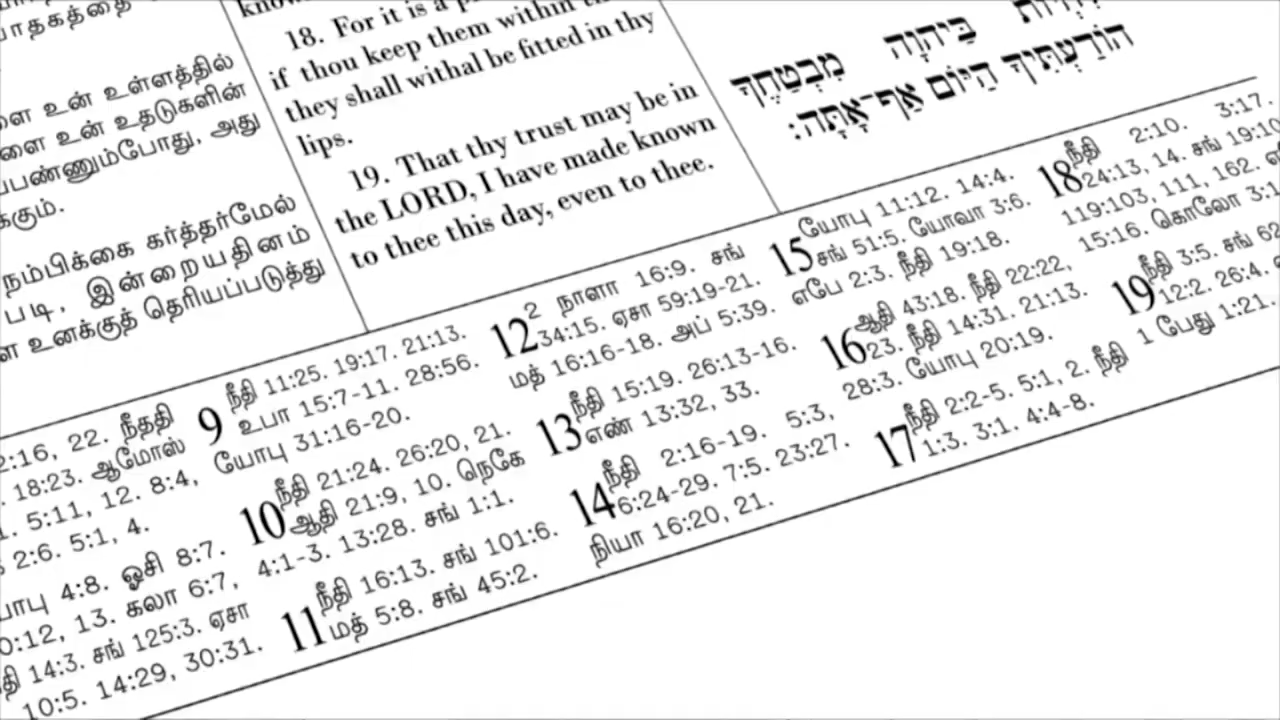 பாதகத்தை
உன் உள்ளத்தில்
உன் உதடுகளின்
அது
நம்பிக்கை கர்த்தர்மேல்
இன்றையதினம்
உனக்குத் தெரியப்படுத்து
18. For it is a
if thou keep them within
they shall withal be fitted in thy
lips.
19. That thy trust may be in
the LORD, I have made known
to thee this day, even to thee.
בַּיהוָה מִבְטַחֶךָ
הוֹדַעְתִּיךָ הַיּוֹם אַף־אָתָּה׃
2:16, 22. நீததி
18:23. ஆமோஸ்
5:11, 12. 8:4,
2:6. 5:1, 4.
4:8. ஓசி 8:7.
13. கலா 6:7,
14:3. சங் 125:3. ஏசா
10:5. 14:29, 30:31.
9 நீதி 11:25. 19:17. 21:13.
உபா 15:7-11. 28:56.
யோபு 31:16-20.
10 நீதி 21:24. 26:20, 21.
ஆதி 21:9, 10. நெகே
4:1-3. 13:28. சங் 1:1.
11 நீதி 16:13. சங் 101:6.
மத் 5:8. சங் 45:2.
12 2 நாளா 16:9. சங்
34:15. ஏசா 59:19-21.
மத் 16:16-18. அப் 5:39.
13 நீதி 15:19. 26:13-16.
எண் 13:32, 33.
14 நீதி 2:16-19. 5:3,
6:24-29. 7:5. 23:27.
நியா 16:20, 21.
15 யோபு 11:12. 14:4.
சங் 51:5. யோவா 3:6.
எபே 2:3. நீதி 19:18.
16 ஆதி 43:18. நீதி 22:22,
23. நீதி 14:31. 21:13.
28:3. யோபு 20:19.
17 நீதி 2:2-5. 5:1, 2. நீதி
1:3. 3:1. 4:4-8.
18 நீதி 2:10. 3:17.
24:13, 14. சங் 19:10
119:103, 111, 162.
15:16. கொலோ
19 நீதி 3:5. சங்
12:2. 26:4.
1 பேது 1:21.